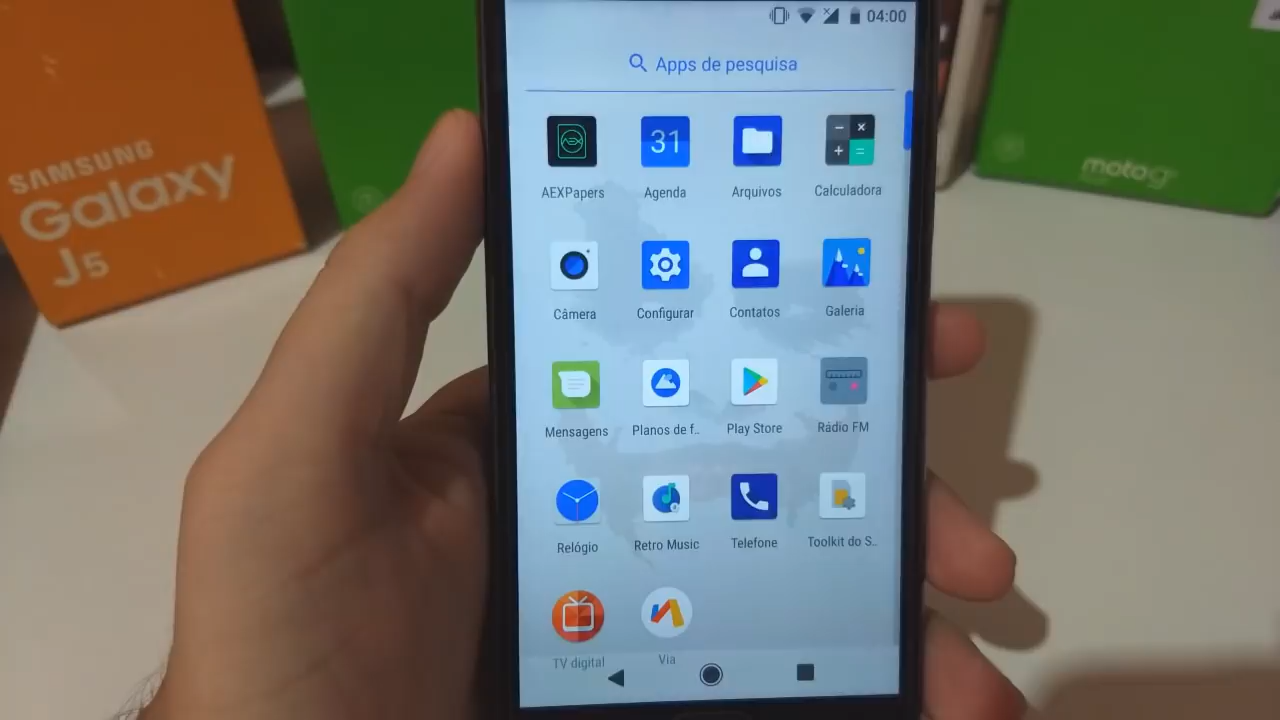 04:00
Apps de pesquisa
31
AEXPapers
Agenda
Arquivos
Calculadora
Câmera
Configurar
Contatos
Galeria
Mensagens
Planos de f..
Play Store
Rádio FM
Relógio
Retro Music
Telefone
Toolkit do S..
TV digital
Via
SAMSUNG
Galaxy
J5
moto g